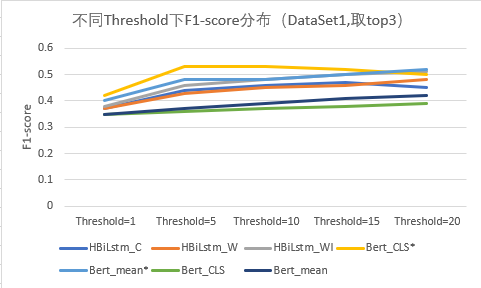 不同Threshold下F1-score分布（DataSet1,取top3）
0.6
0.5
0.4
0.3
0.2
0.1
0
F1-score
Threshold=1 Threshold=5 Threshold=10 Threshold=15 Threshold=20
HBiLstm_C HBiLstm_W HBiLstm_WI Bert_CLS*
Bert_mean* Bert_CLS Bert_mean